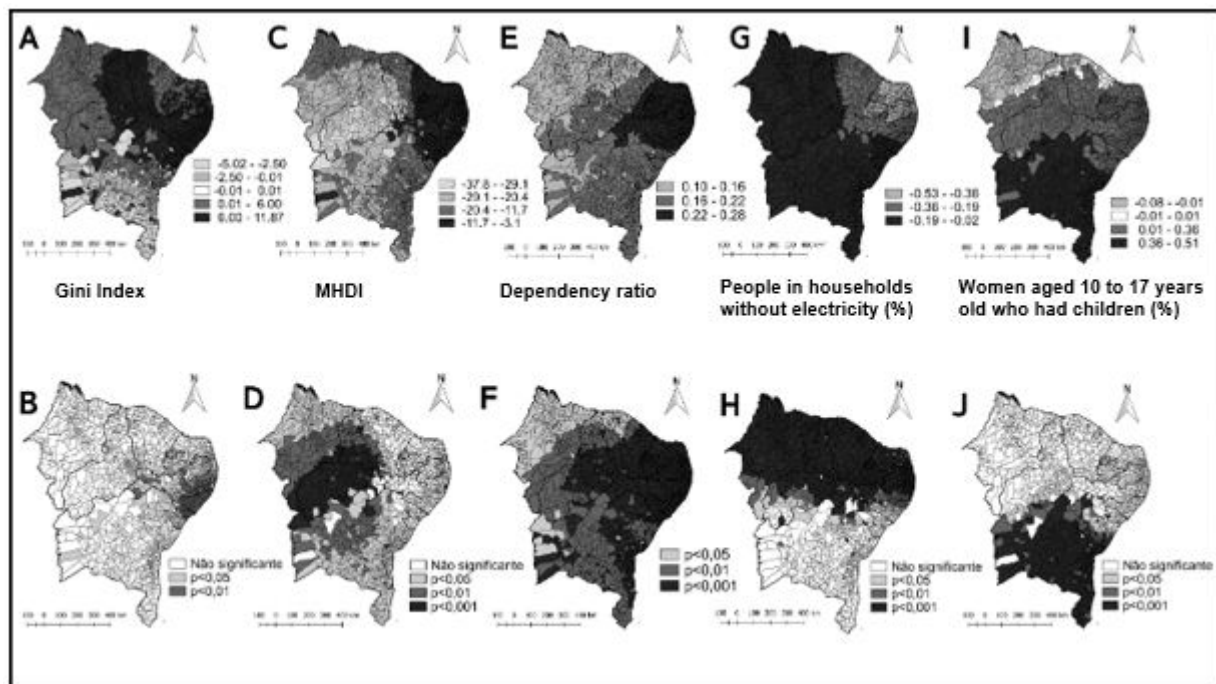 A
C
E
G
I
N
N
N
N
N
-5.02 - -2.50
-2.50 - -0.01
-0.01 - 0.01
0.01 - 6.00
6.00 - 11.87
-37.8 - -29.1
-29.1 - -20.4
-20.4 - -11.7
-11.7 - -3.1
0.10 - 0.16
0.16 - 0.22
0.22 - 0.28
-0.53 - -0.36
-0.36 - -0.19
-0.19 - -0.02
-0.08 - -0.01
-0.01 - 0.01
0.01 - 0.36
0.36 - 0.51
Gini Index
MHDI
Dependency ratio
People in households
without electricity (%)
Women aged 10 to 17 years
old who had children (%)
B
D
F
H
J
N
N
N
N
N
Não significante
p<0,05
p<0,01
Não significante
p<0,05
p<0,01
p<0,001
p<0,05
p<0,01
p<0,001
Não significante
p<0,05
p<0,01
p<0,001
Não significante
p<0,05
p<0,01
p<0,001